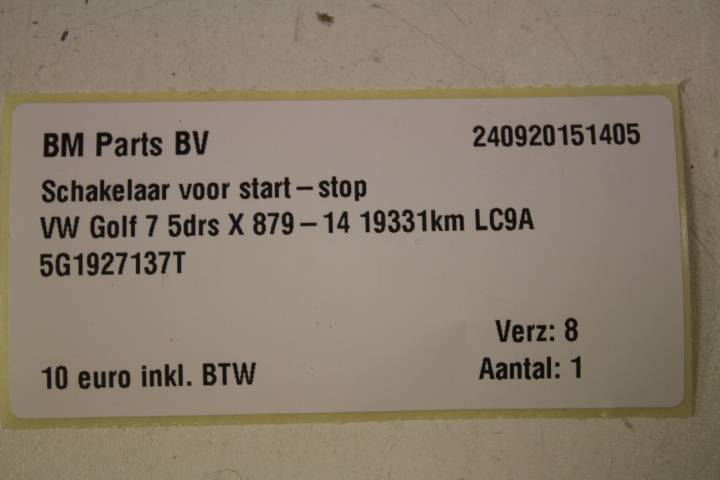 BM Parts BV 240920151405
Schakelaar voor start-stop
VW Golf 7 5drs X 879-14 19331km LC9A
5G1927137T
Verz: 8
10 euro inkl. BTW Aantal: 1